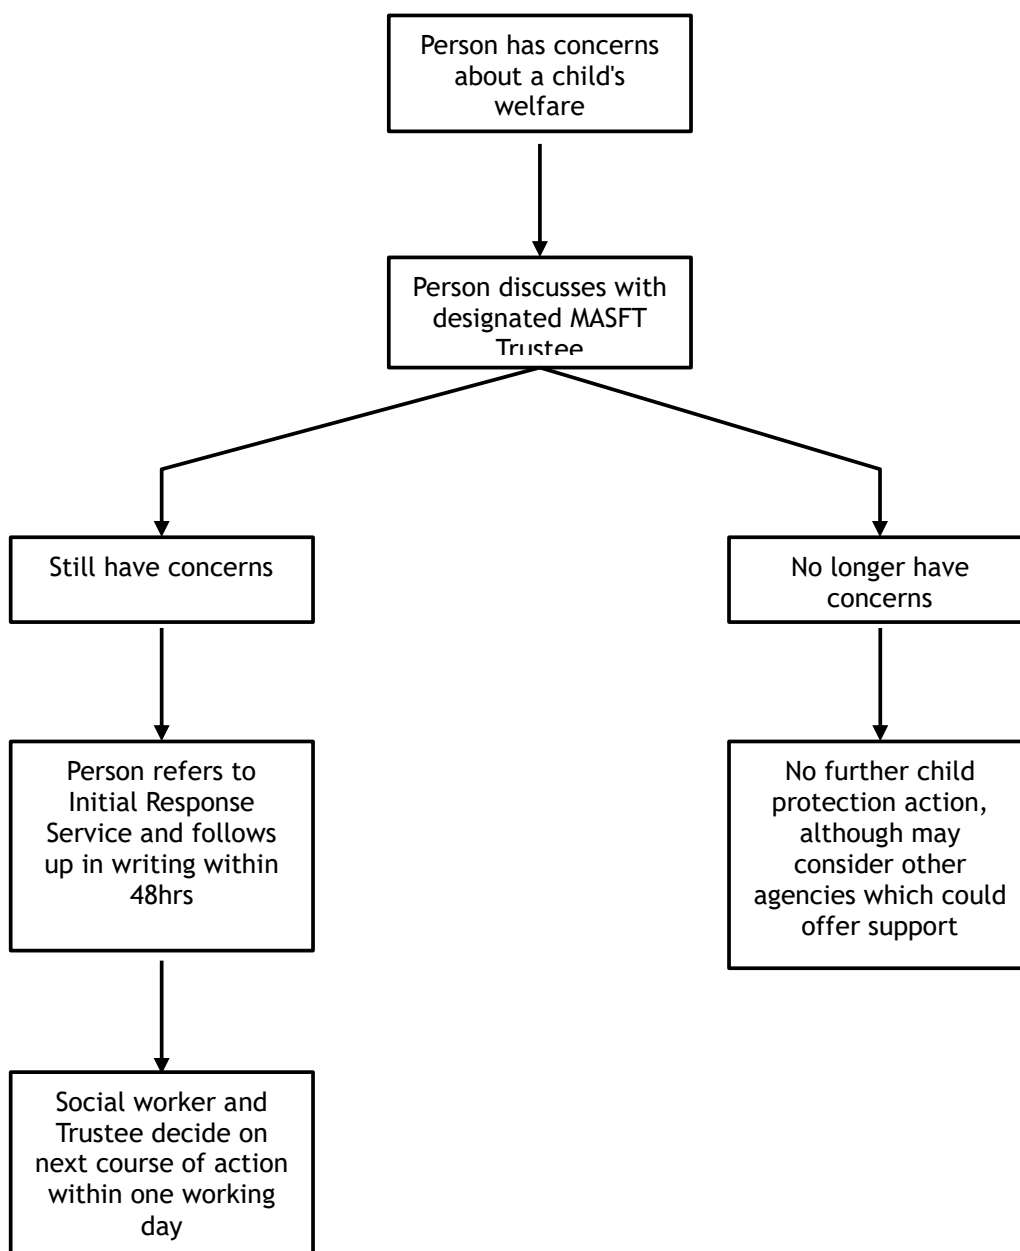 Person has concerns
about a child's
welfare
Person discusses with
designated MASFT
Trustee
Still have concerns
No longer have
concerns
Person refers to
Initial Response
Service and follows
up in writing within
48hrs
No further child
protection action,
although may
consider other
agencies which could
offer support
Social worker and
Trustee decide on
next course of action
within one working
day